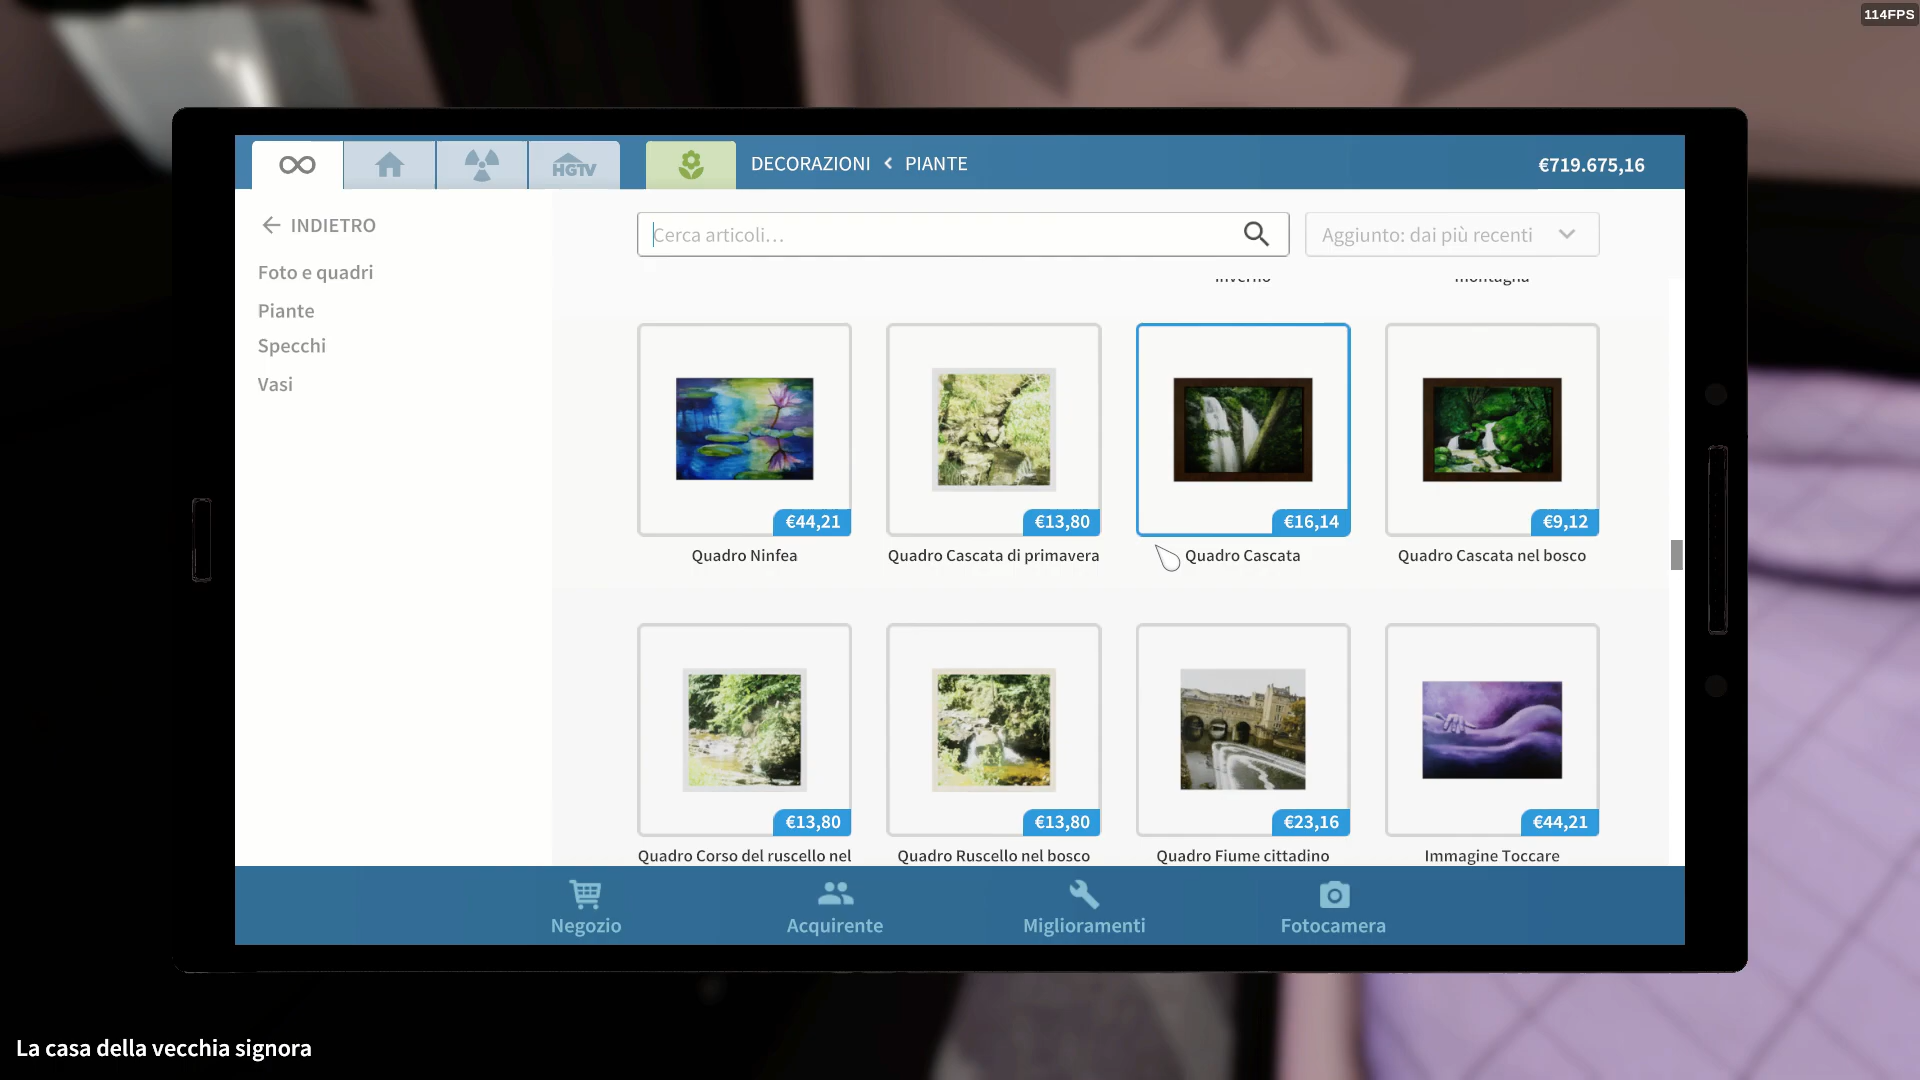 114FPS
HGTV
DECORAZIONI < PIANTE
€719.675,16
INDIETRO
Foto e quadri
Piante
Specchi
Vasi
Cerca articoli...
Aggiunto: dai più recenti
inverno
montagna
€44,21
€13,80
€16,14
€9,12
Quadro Ninfea
Quadro Cascata di primavera
Quadro Cascata
Quadro Cascata nel bosco
€13,80
€13,80
€23,16
€44,21
Quadro Corso del ruscello nel
Quadro Ruscello nel bosco
Quadro Fiume cittadino
Immagine Toccare
Negozio
Acquirente
Miglioramenti
Fotocamera
La casa della vecchia signora